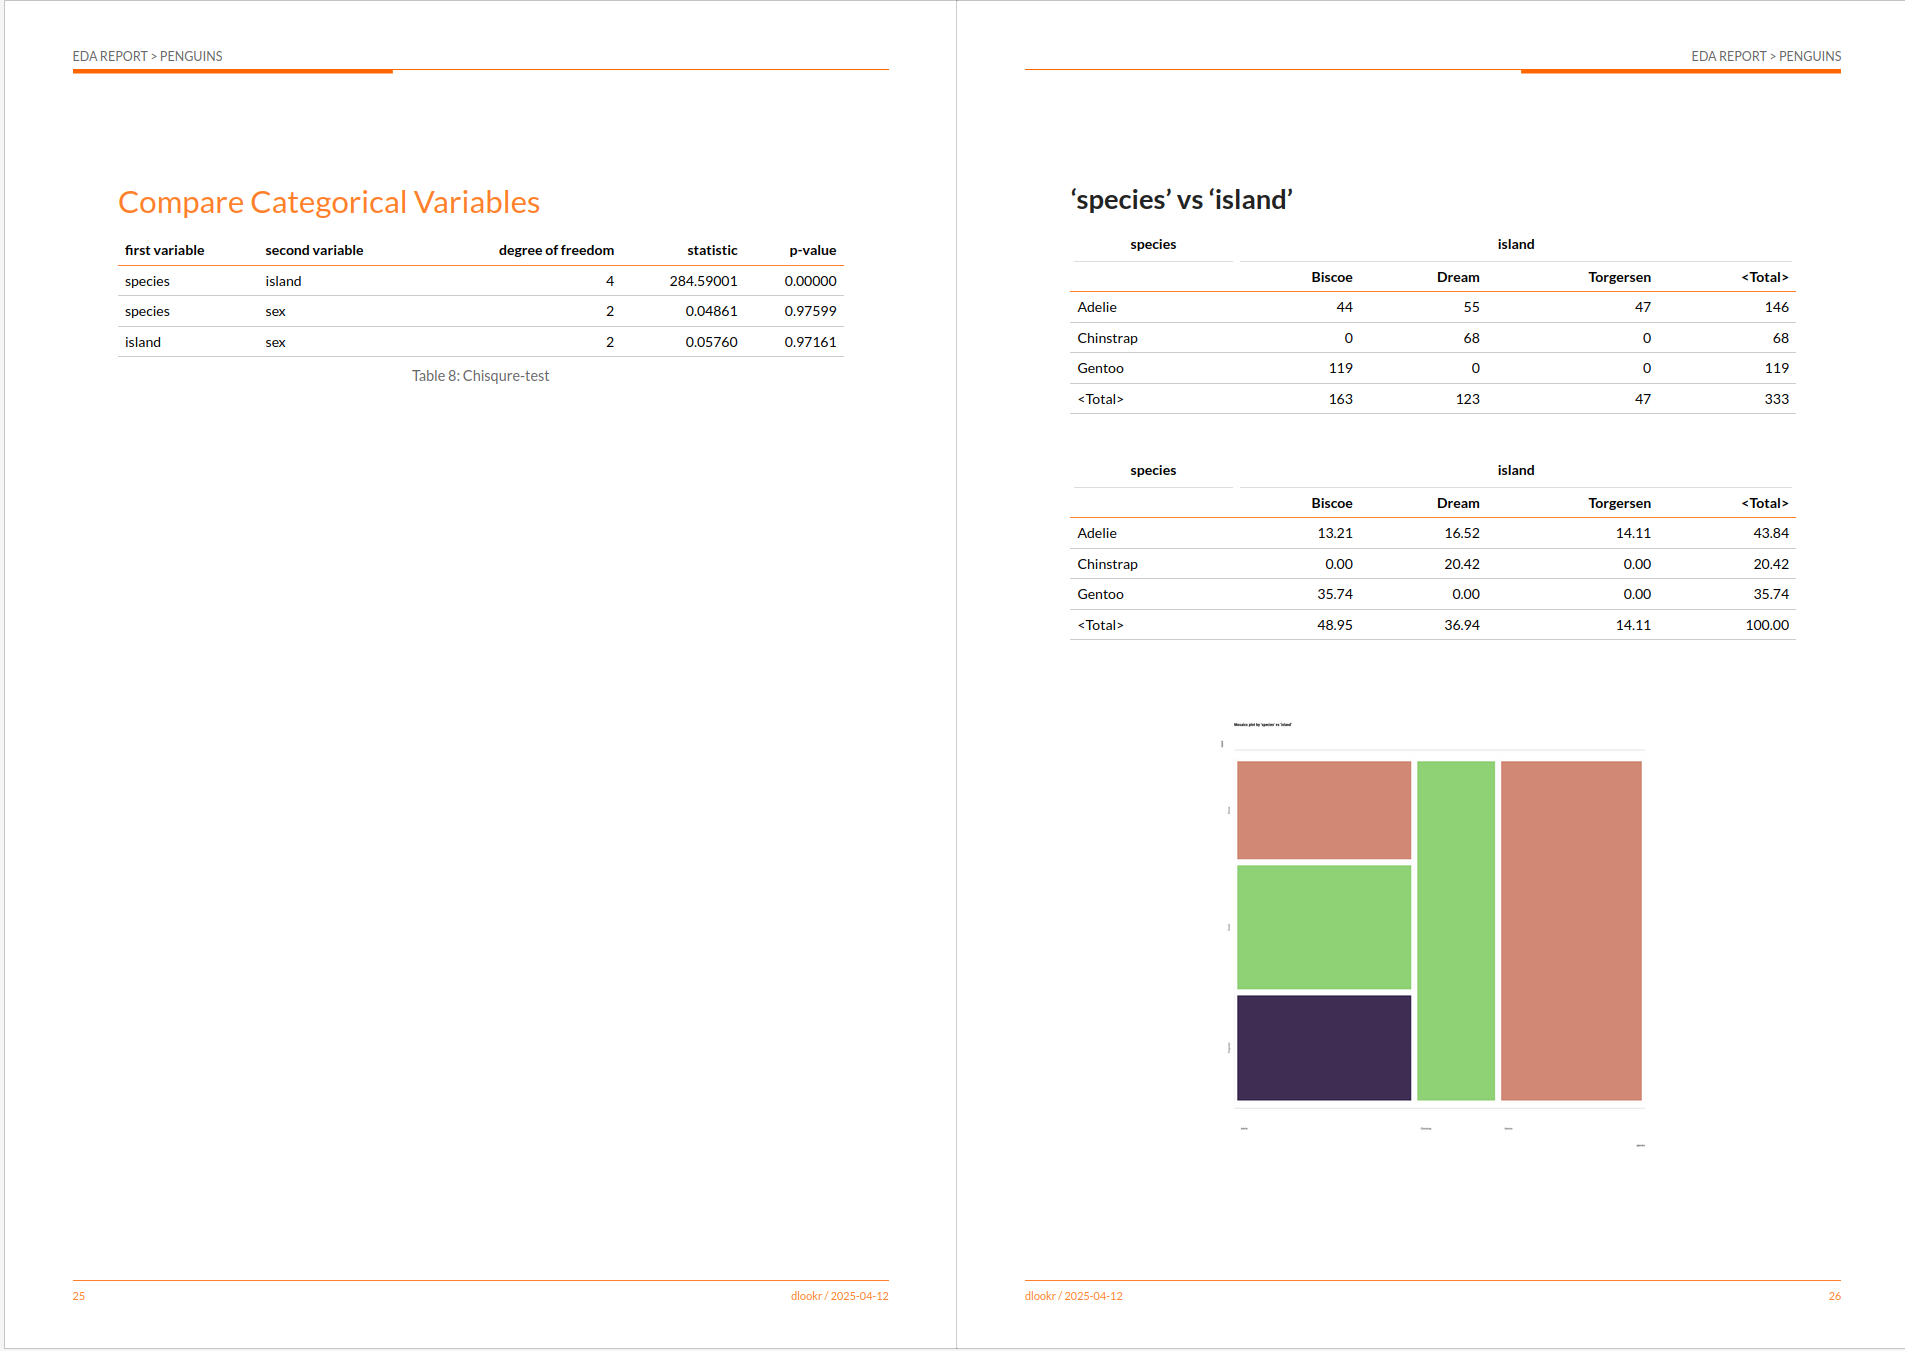 EDA REPORT > PENGUINS
Compare Categorical Variables
first variable second variable degree of freedom statistic p-value
species island 4 284.59001 0.00000
species sex 2 0.04861 0.97599
island sex 2 0.05760 0.97161
Table 8: Chisqure-test
25 dlookr / 2025-04-12
EDA REPORT > PENGUINS
‘species’ vs ‘island’
species island
Biscoe Dream Torgersen <Total>
Adelie 44 55 47 146
Chinstrap 0 68 0 68
Gentoo 119 0 0 119
<Total> 163 123 47 333
species island
Biscoe Dream Torgersen <Total>
Adelie 13.21 16.52 14.11 43.84
Chinstrap 0.00 20.42 0.00 20.42
Gentoo 35.74 0.00 0.00 35.74
<Total> 48.95 36.94 14.11 100.00
Mosaics plot by 'species' vs 'island'
dlookr / 2025-04-12 26